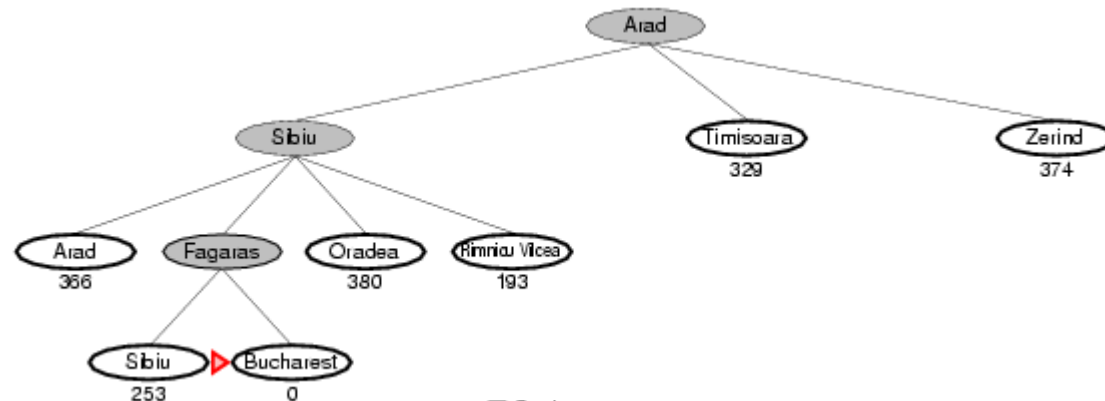 Arad
Sibiu
Timisoara
Zerind
329
374
Arad
Fagaras
Oradea
Rimnicu Vilcea
366
380
193
Sibiu
Bucharest
253
0